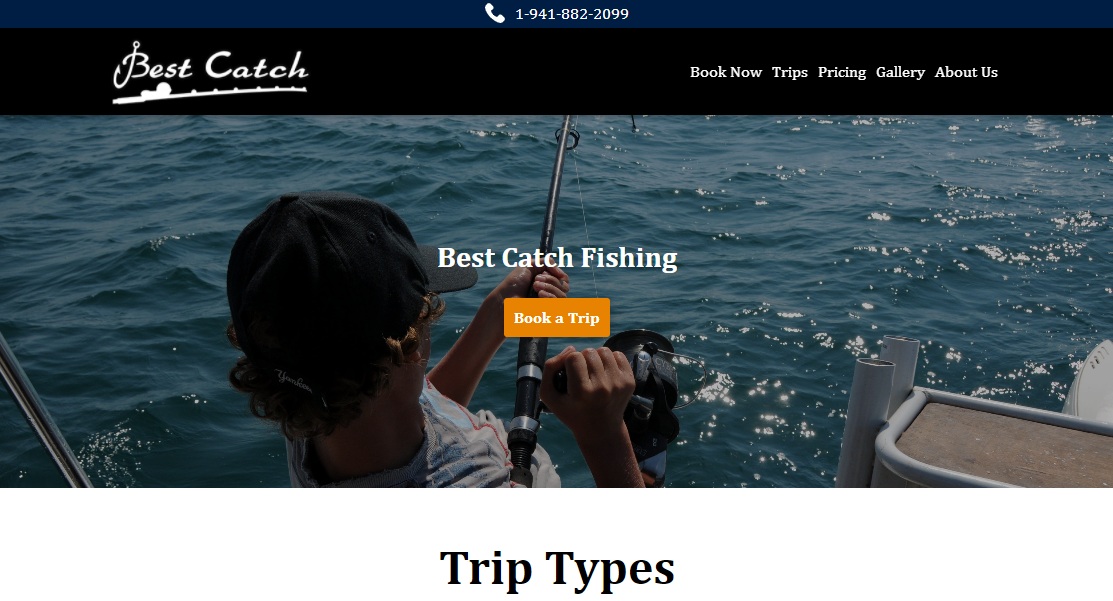 1-941-882-2099
Best Catch
Book Now Trips Pricing Gallery About Us
Best Catch Fishing
Book a Trip
Trip Types